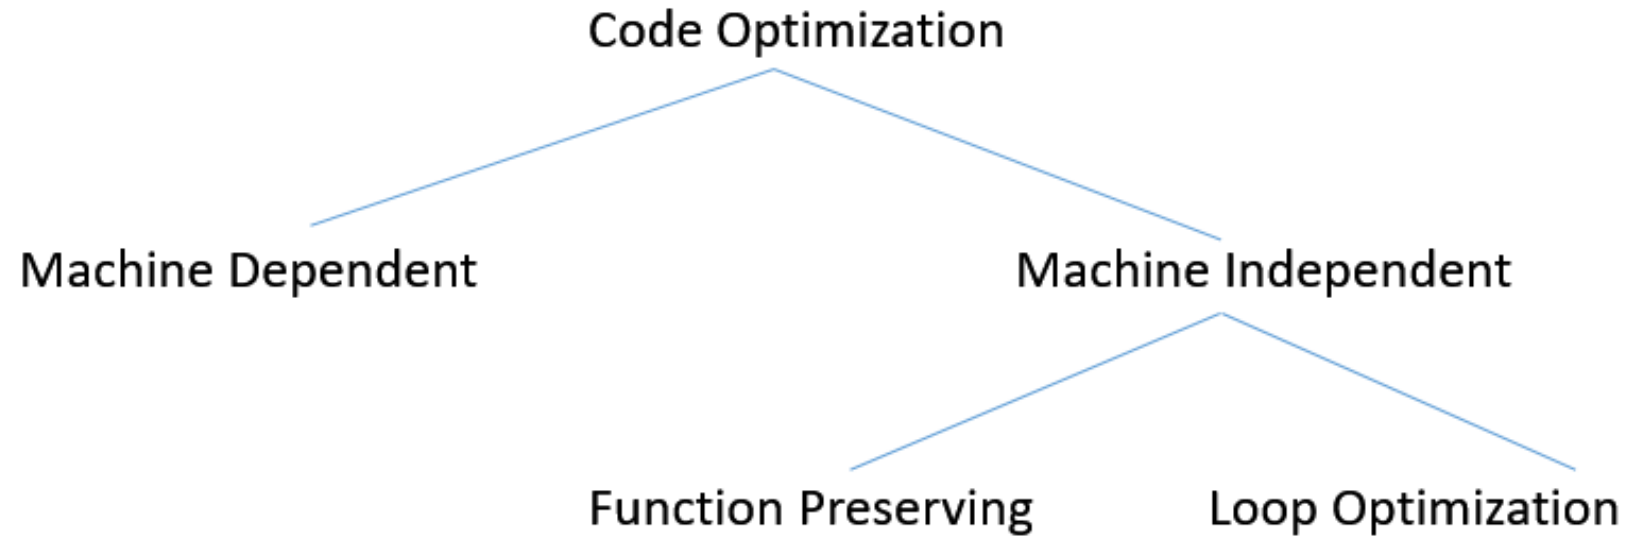 Code Optimization
Machine Dependent
Machine Independent
Function Preserving
Loop Optimization